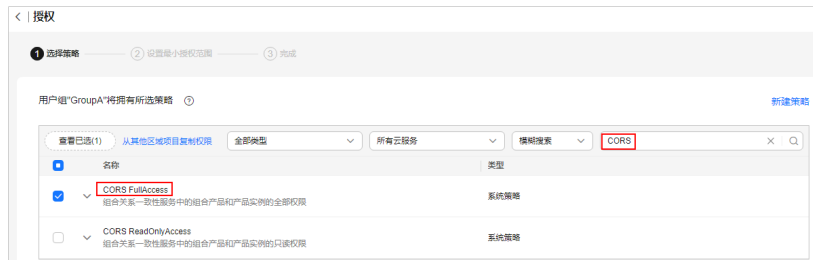 授权
1 选择策略 2 设置最小授权范围 3 完成
用户组"GroupA"将拥有所选策略
新建策略
查看已选(1) 从其他区域项目复制权限 全部类型 所有云服务 模糊搜索 CORS
名称 类型
CORS FullAccess
组合关系一致性服务中的组合产品和产品实例的全部权限
系统策略
CORS ReadOnlyAccess
组合关系一致性服务中的组合产品和产品实例的只读权限
系统策略